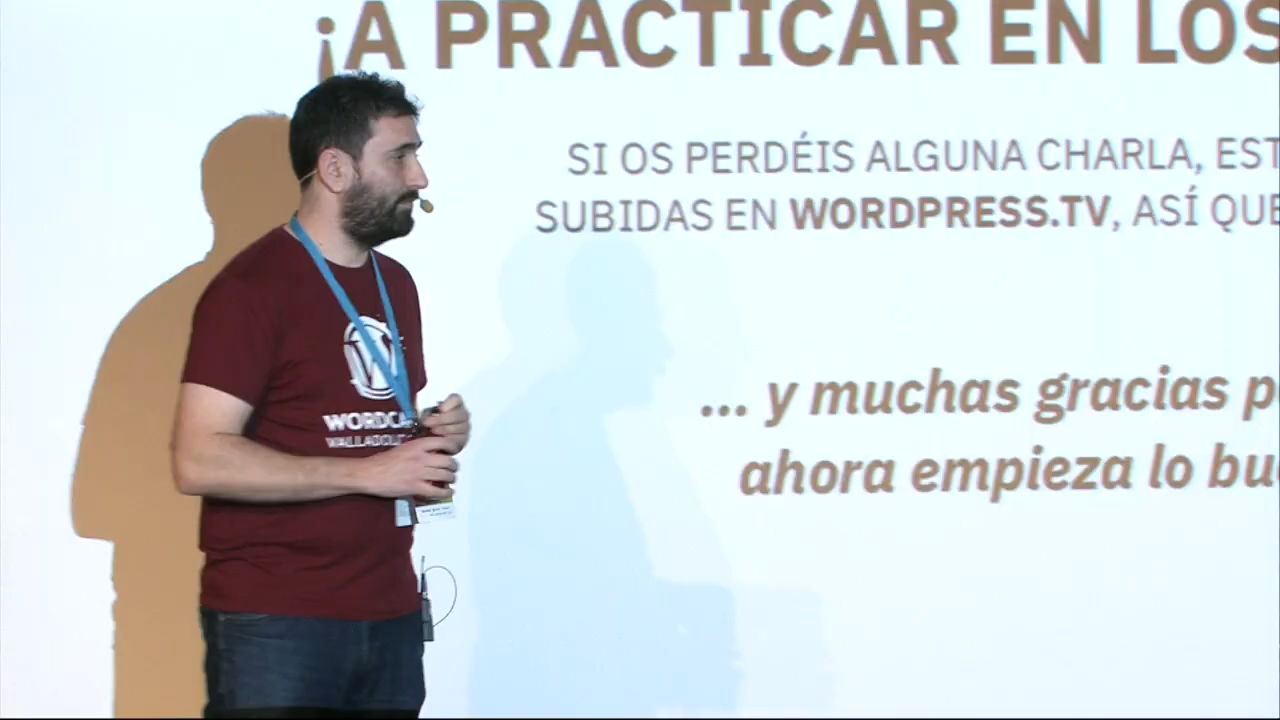 ¡A PRACTICAR EN LOS
SI OS PERDÉIS ALGUNA CHARLA, EST
SUBIDAS EN WORDPRESS.TV, ASÍ QUE
... y muchas gracias p
ahora empieza lo bu
WORDCA
VALLADOL